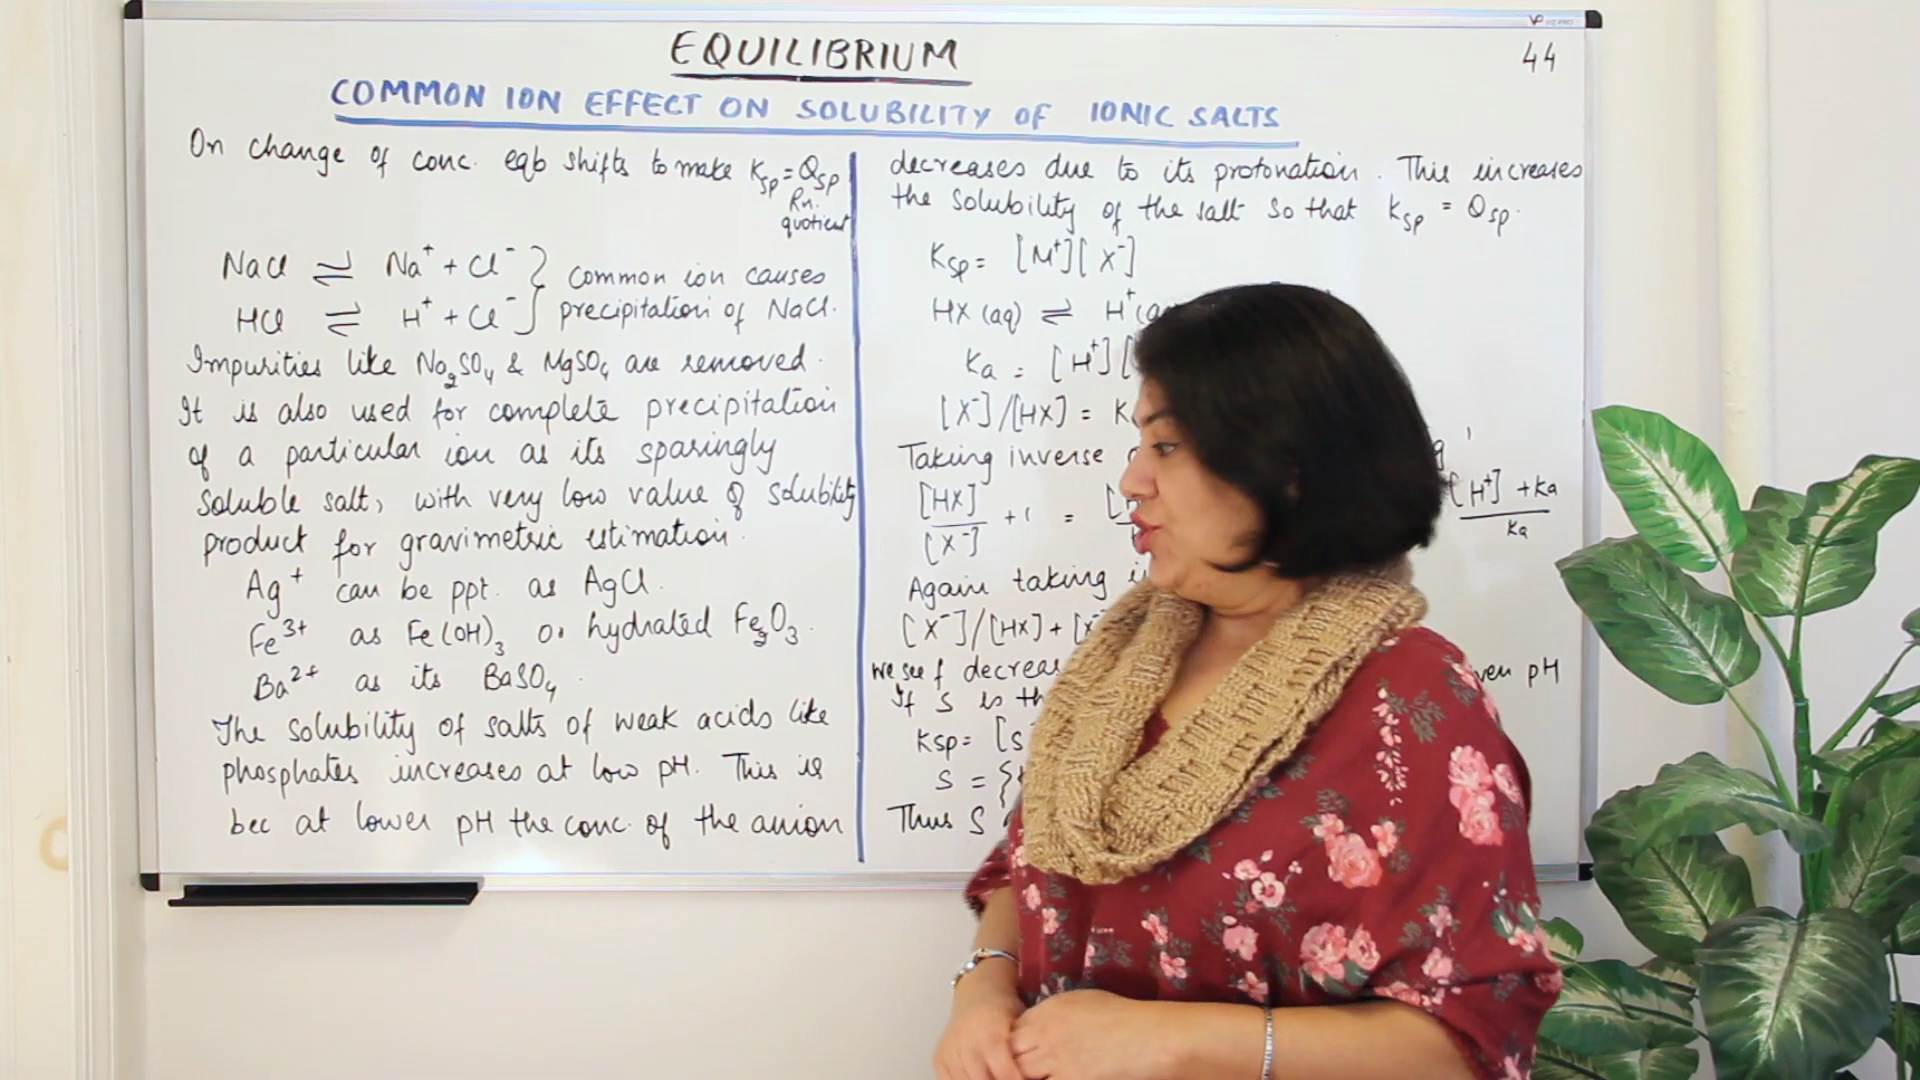 EQUILIBRIUM
44
COMMON ION EFFECT ON SOLUBILITY OF IONIC SALTS
On change of conc. eqb shifts to make Ksp = Qsp
Rn.
quotient
NaCl ⇌ Na⁺ + Cl⁻ } common ion causes
HCl ⇌ H⁺ + Cl⁻ } precipitation of NaCl.
Impurities like Na₂SO₄ & MgSO₄ are removed.
It is also used for complete precipitation
of a particular ion as its sparingly
soluble salt, with very low value of solubility
product for gravimetric estimation.
Ag⁺ can be ppt. as AgCl.
Fe³⁺ as Fe(OH)₃ or hydrated Fe₂O₃.
Ba²⁺ as its BaSO₄.
The solubility of salts of weak acids like
phosphates increases at low pH. This is
bec at lower pH the conc. of the anion
decreases due to its protonation. This increases
the solubility of the salt so that Ksp = Qsp.
Ksp = [M⁺][X⁻]
HX (aq) ⇌ H⁺(a
Ka = [H⁺][
[X⁻]/[HX] = K
Taking inverse
[HX]/[X⁻] + 1 = [H⁺] + Ka / Ka
Again taking i
[X⁻]/[HX] + [X
we see f decreas ven pH
If S is th
Ksp = [S
S = {
Thus S